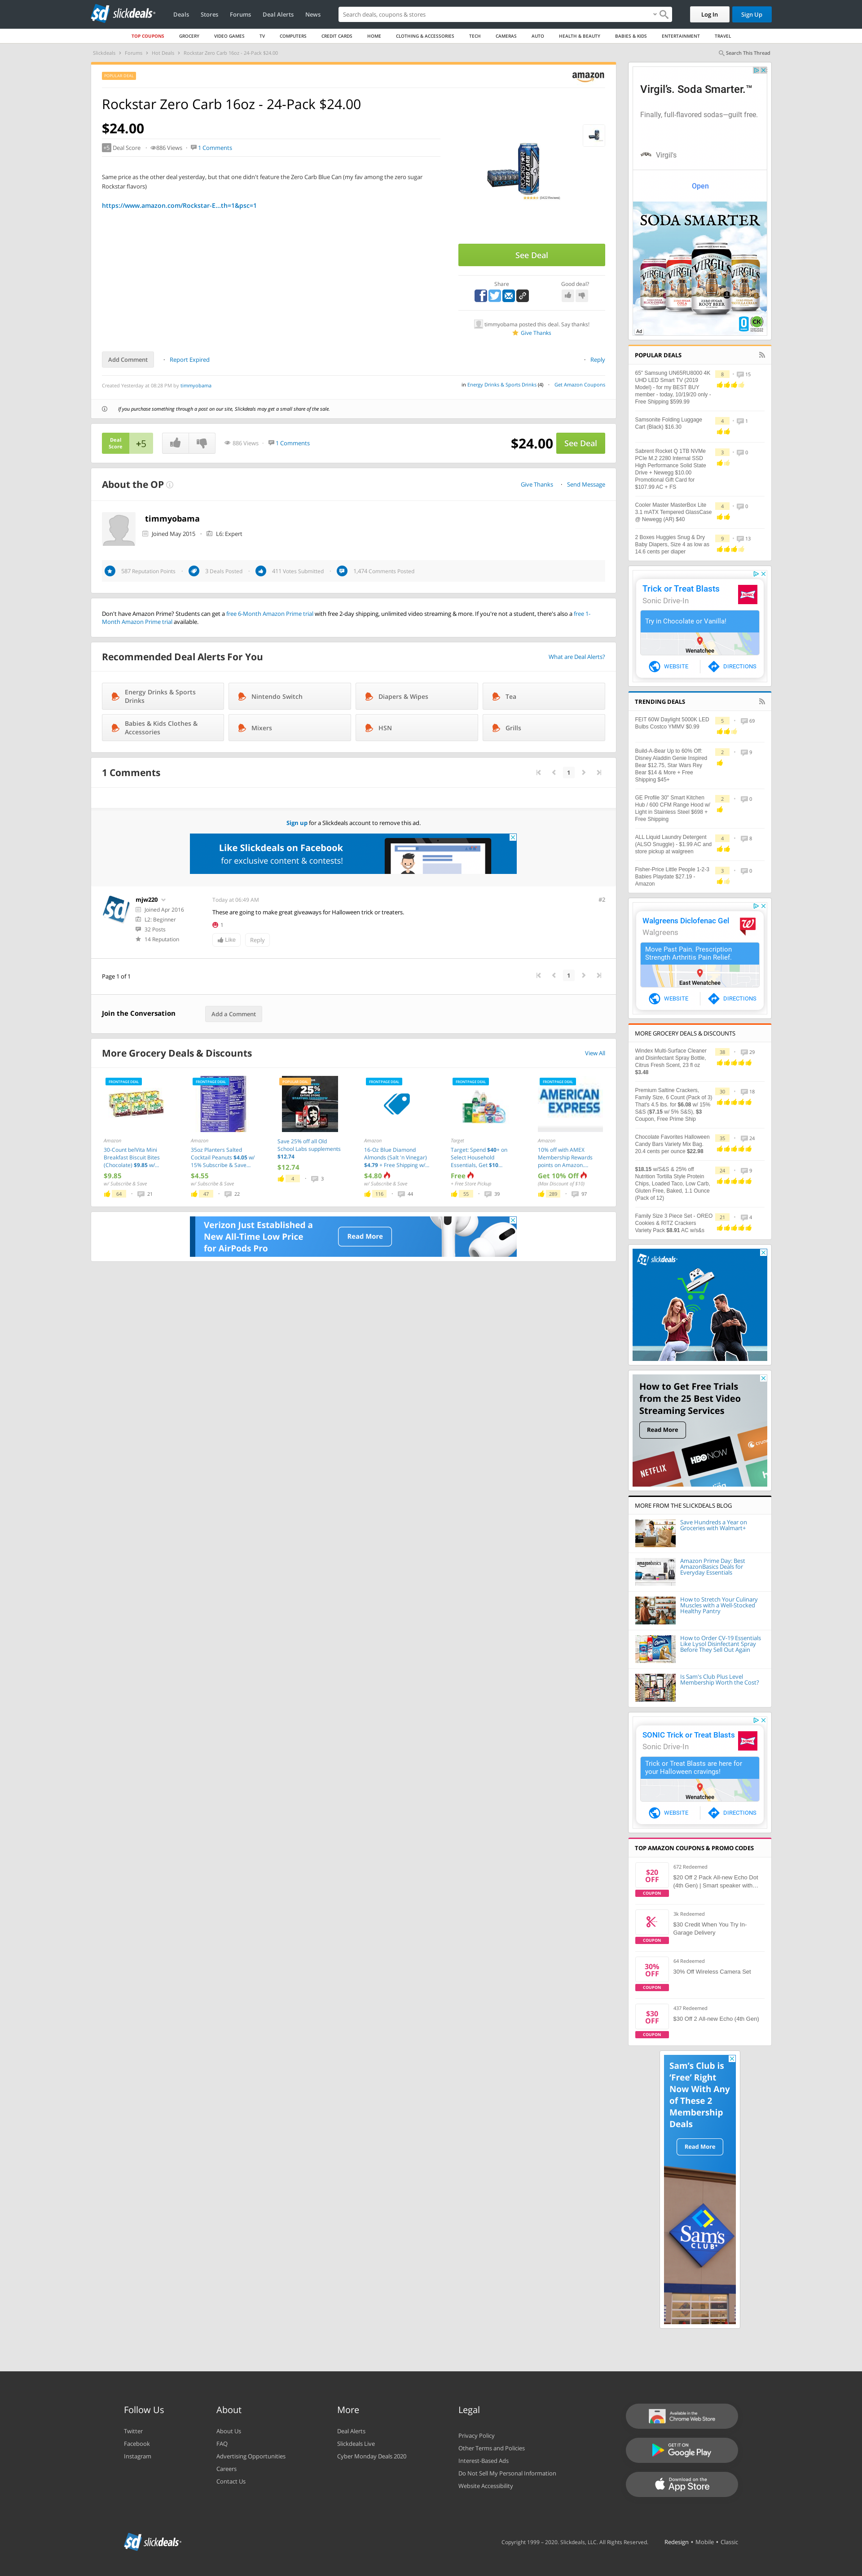 slickdeals
Deals
Stores
Forums
Deal Alerts
News
Search deals, coupons & stores
Log In
Sign Up
TOP COUPONS
GROCERY
VIDEO GAMES
TV
COMPUTERS
CREDIT CARDS
HOME
CLOTHING & ACCESSORIES
TECH
CAMERAS
AUTO
HEALTH & BEAUTY
BABIES & KIDS
ENTERTAINMENT
TRAVEL
Slickdeals
Forums
Hot Deals
Rockstar Zero Carb 16oz - 24-Pack $24.00
Search This Thread
POPULAR DEAL
amazon
Rockstar Zero Carb 16oz - 24-Pack $24.00
$24.00
+5 Deal Score
886 Views
1 Comments
Same price as the other deal yesterday, but that one didn't feature the Zero Carb Blue Can (my fav among the zero sugar
Rockstar flavors)
https://www.amazon.com/Rockstar-E...th=1&psc=1
See Deal
Share
Good deal?
timmyobama posted this deal. Say thanks!
Give Thanks
Add Comment
Report Expired
Reply
Created Yesterday at 08:28 PM by timmyobama
in Energy Drinks & Sports Drinks (4)
Get Amazon Coupons
If you purchase something through a post on our site, Slickdeals may get a small share of the sale.
Deal
Score
+5
886 Views
1 Comments
$24.00
See Deal
About the OP
Give Thanks
Send Message
timmyobama
Joined May 2015
L6: Expert
587 Reputation Points
3 Deals Posted
411 Votes Submitted
1,474 Comments Posted
Don't have Amazon Prime? Students can get a free 6-Month Amazon Prime trial with free 2-day shipping, unlimited video streaming & more. If you're not a student, there's also a free 1-
Month Amazon Prime trial available.
Recommended Deal Alerts For You
What are Deal Alerts?
Energy Drinks & Sports
Drinks
Nintendo Switch
Diapers & Wipes
Tea
Babies & Kids Clothes &
Accessories
Mixers
HSN
Grills
1 Comments
1
Sign up for a Slickdeals account to remove this ad.
Like Slickdeals on Facebook
for exclusive content & contests!
mjw220
Joined Apr 2016
L2: Beginner
32 Posts
14 Reputation
Today at 06:49 AM
#2
These are going to make great giveaways for Halloween trick or treaters.
1
Like
Reply
Page 1 of 1
1
Join the Conversation
Add a Comment
More Grocery Deals & Discounts
View All
FRONTPAGE DEAL
Amazon
30-Count belVita Mini
Breakfast Biscuit Bites
(Chocolate) $9.85 w/...
$9.85
w/ Subscribe & Save
64
21
FRONTPAGE DEAL
Amazon
35oz Planters Salted
Cocktail Peanuts $4.05 w/
15% Subscribe & Save...
$4.55
w/ Subscribe & Save
47
22
POPULAR DEAL
25%
Save 25% off all Old
School Labs supplements
$12.74
$12.74
4
3
FRONTPAGE DEAL
Amazon
16-Oz Blue Diamond
Almonds (Salt 'n Vinegar)
$4.79 + Free Shipping w/...
$4.80
w/ Subscribe & Save
116
44
FRONTPAGE DEAL
Target
Target: Spend $40+ on
Select Household
Essentials, Get $10...
Free
+ Free Store Pickup
55
39
FRONTPAGE DEAL
AMERICAN
EXPRESS
Amazon
10% off with AMEX
Membership Rewards
points on Amazon...
Get 10% Off
(Max Discount of $10)
289
97
Verizon Just Established a
New All-Time Low Price
for AirPods Pro
Read More
Virgil's. Soda Smarter.™
Finally, full-flavored sodas—guilt free.
Virgil's
Open
SODA SMARTER
VIRGIL'S
ROOT BEER
Ad
POPULAR DEALS
65" Samsung UN65RU8000 4K
UHD LED Smart TV (2019
Model) - for my BEST BUY
member - today, 10/19/20 only -
Free Shipping $599.99
6
15
Samsonite Folding Luggage
Cart (Black) $16.30
4
1
Sabrent Rocket Q 1TB NVMe
PCIe M.2 2280 Internal SSD
High Performance Solid State
Drive + Newegg $10.00
Promotional Gift Card for
$107.99 AC + FS
3
0
Cooler Master MasterBox Lite
3.1 mATX Tempered GlassCase
@ Newegg (AR) $40
4
0
2 Boxes Huggies Snug & Dry
Baby Diapers, Size 4 as low as
14.6 cents per diaper
9
13
Trick or Treat Blasts
Sonic Drive-In
Try in Chocolate or Vanilla!
Wenatchee
WEBSITE
DIRECTIONS
TRENDING DEALS
FEIT 60W Daylight 5000K LED
Bulbs Costco YMMV $0.99
5
69
Build-A-Bear Up to 60% Off:
Disney Aladdin Genie Inspired
Bear $12.75, Star Wars Rey
Bear $14 & More + Free
Shipping $45+
2
9
GE Profile 30" Smart Kitchen
Hub / 600 CFM Range Hood w/
Light in Stainless Steel $698 +
Free Shipping
2
0
ALL Liquid Laundry Detergent
(ALSO Snuggle) - $1.99 AC and
store pickup at walgreen
4
8
Fisher-Price Little People 1-2-3
Babies Playdate $27.19 -
Amazon
3
0
Walgreens Diclofenac Gel
Walgreens
Move Past Pain. Prescription
Strength Arthritis Pain Relief.
East Wenatchee
WEBSITE
DIRECTIONS
MORE GROCERY DEALS & DISCOUNTS
Windex Multi-Surface Cleaner
and Disinfectant Spray Bottle,
Citrus Fresh Scent, 23 fl oz
$3.48
38
29
Premium Saltine Crackers,
Family Size, 6 Count (Pack of 3)
That's 4.5 lbs. for $6.08 w/ 15%
S&S ($7.15 w/ 5% S&S), $3
Coupon, Free Prime Ship
30
18
Chocolate Favorites Halloween
Candy Bars Variety Mix Bag.
20.4 cents per ounce $22.98
35
24
$18.15 w/S&S & 25% off
Nutrition Tortilla Style Protein
Chips, Loaded Taco, Low Carb,
Gluten Free, Baked, 1.1 Ounce
(Pack of 12)
24
9
Family Size 3 Piece Set - OREO
Cookies & RITZ Crackers
Variety Pack $8.91 AC w/s&s
21
4
slickdeals
How to Get Free Trials
from the 25 Best Video
Streaming Services
Read More
NETFLIX
HBO NOW
MORE FROM THE SLICKDEALS BLOG
Save Hundreds a Year on
Groceries with Walmart+
Amazon Prime Day: Best
AmazonBasics Deals for
Everyday Essentials
How to Stretch Your Culinary
Muscles with a Well-Stocked
Healthy Pantry
How to Order CV-19 Essentials
Like Lysol Disinfectant Spray
Before They Sell Out Again
Is Sam's Club Plus Level
Membership Worth the Cost?
SONIC Trick or Treat Blasts
Sonic Drive-In
Trick or Treat Blasts are here for
your Halloween cravings!
Wenatchee
WEBSITE
DIRECTIONS
TOP AMAZON COUPONS & PROMO CODES
$20
OFF
COUPON
672 Redeemed
$20 Off 2 Pack All-new Echo Dot
(4th Gen) | Smart speaker with...
COUPON
3k Redeemed
$30 Credit When You Try In-
Garage Delivery
30%
OFF
COUPON
64 Redeemed
30% Off Wireless Camera Set
$30
OFF
COUPON
437 Redeemed
$30 Off 2 All-new Echo (4th Gen)
Sam's Club is
'Free' Right
Now With Any
of These 2
Membership
Deals
Read More
Sam's
CLUB
Follow Us
Twitter
Facebook
Instagram
About
About Us
FAQ
Advertising Opportunities
Careers
Contact Us
More
Deal Alerts
Slickdeals Live
Cyber Monday Deals 2020
Legal
Privacy Policy
Other Terms and Policies
Interest-Based Ads
Do Not Sell My Personal Information
Website Accessibility
Available in the
Chrome Web Store
GET IT ON
Google Play
Download on the
App Store
slickdeals
Copyright 1999 – 2020. Slickdeals, LLC. All Rights Reserved.
Redesign • Mobile • Classic